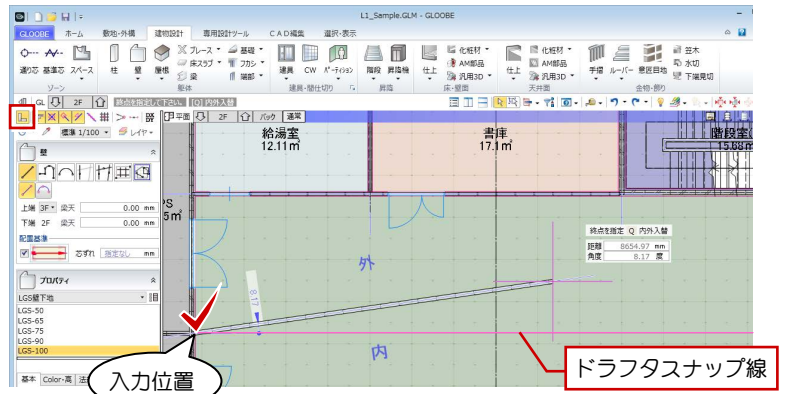 L1_Sample.GLM - GLOOBE
GLOOBE ホーム 敷地・外構 建物設計 専用設計ツール CAD編集 選択・表示
通り芯 基準芯 スペース 柱 壁 屋根 ブレース 床スラブ 梁 基礎 フカシ 端部 建具 CW パーティション 階段 昇降機 仕上 化粧材 AM部品 汎用3D 仕上 化粧材 AM部品 汎用3D 手摺 ルーバー 意匠目地 笠木 水切 下端見切
ゾーン 躯体 建具・間仕切り 昇降 床・壁面 天井面 金物・飾り
GL 2F 終点を指定して下さい。 [Q]内外入替
標準 1/100 レイヤ
平面 2F バック 通常
給湯室
12.11㎡
書庫
17.1㎡
階段室(
15.68㎡
PS
5㎡
壁
上端 3F 梁天 0.00 mm
下端 2F 梁天 0.00 mm
配置基準
芯ずれ 指定なし mm
プロパティ
LGS壁下地
LGS-50
LGS-65
LGS-75
LGS-90
LGS-100
基本 Color・高
終点を指定 Q 内外入替
距離 8654.97 mm
角度 8.17 度
外
8.17
内
入力位置
ドラフタスナップ線